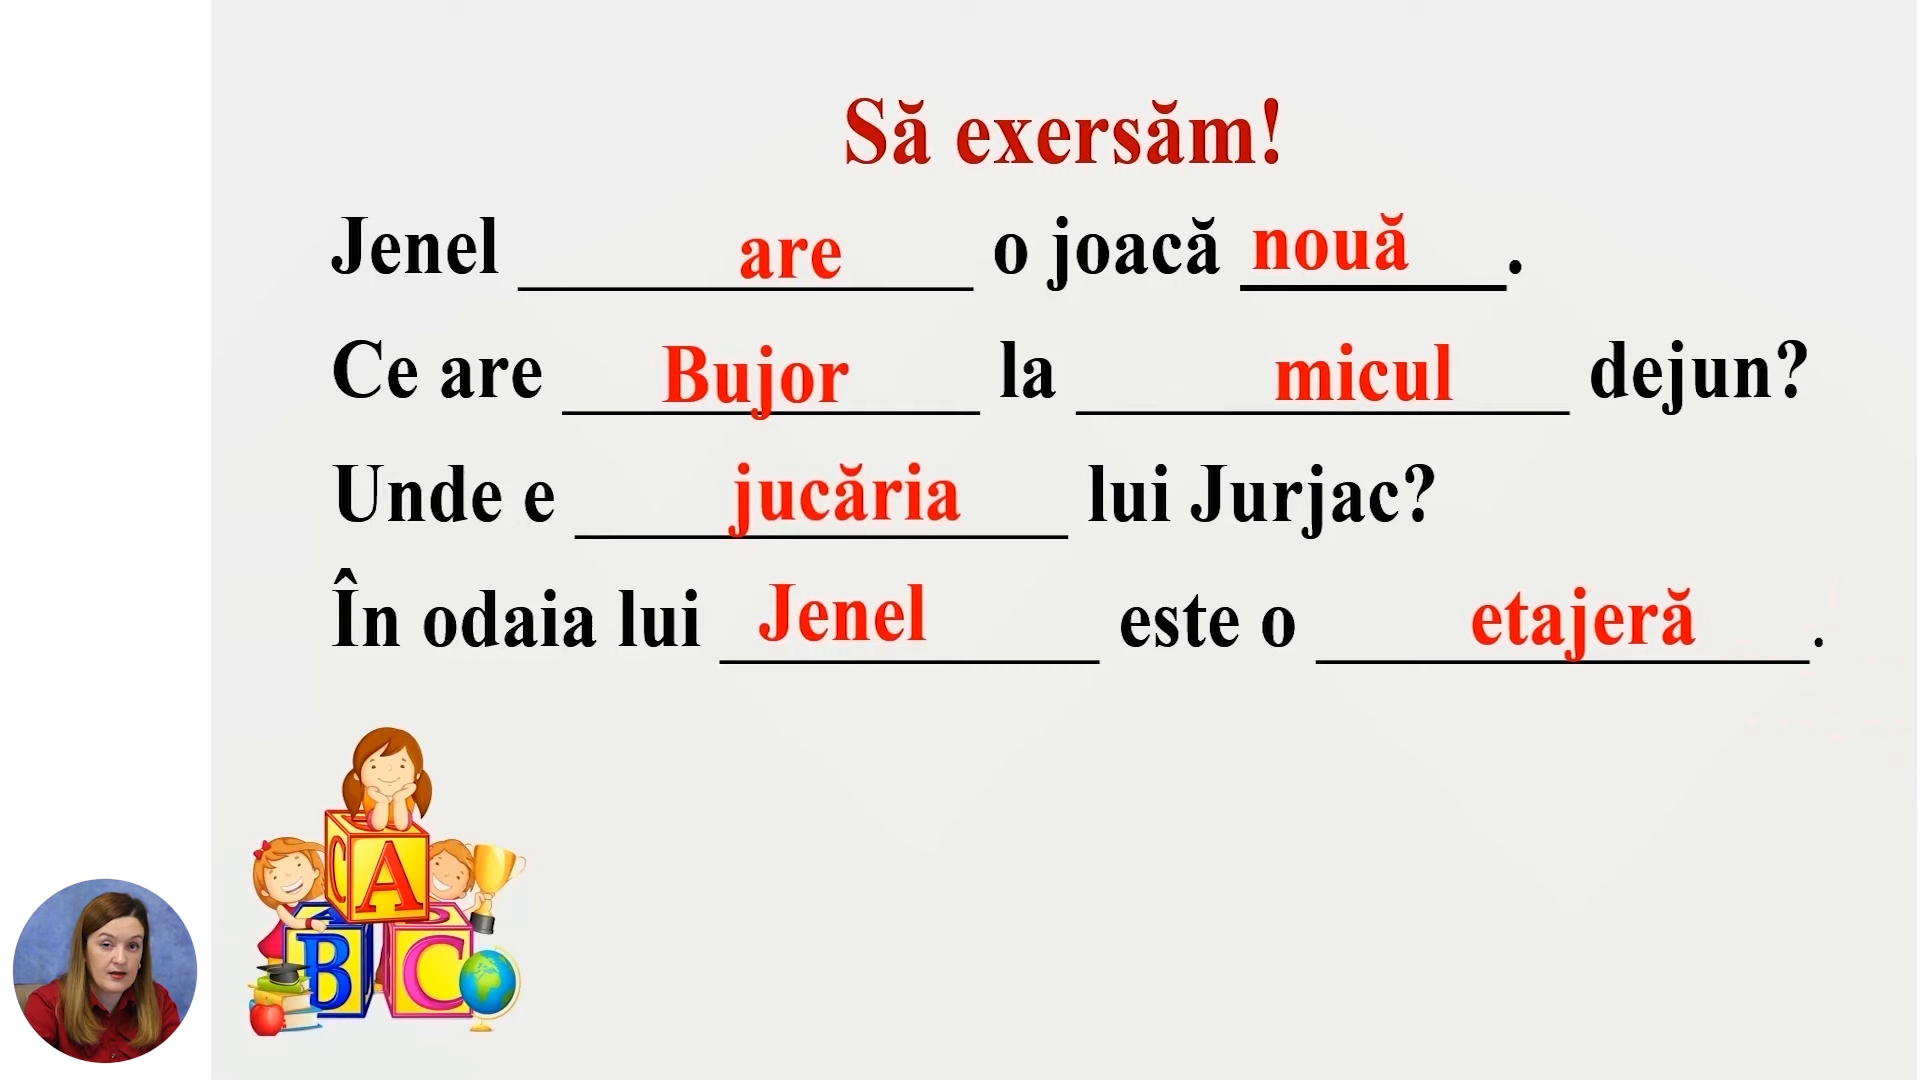 Să exersăm!
Jenel are o joacă nouă.
Ce are Bujor la micul dejun?
Unde e jucăria lui Jurjac?
În odaia lui Jenel este o etajeră.
C A
B C